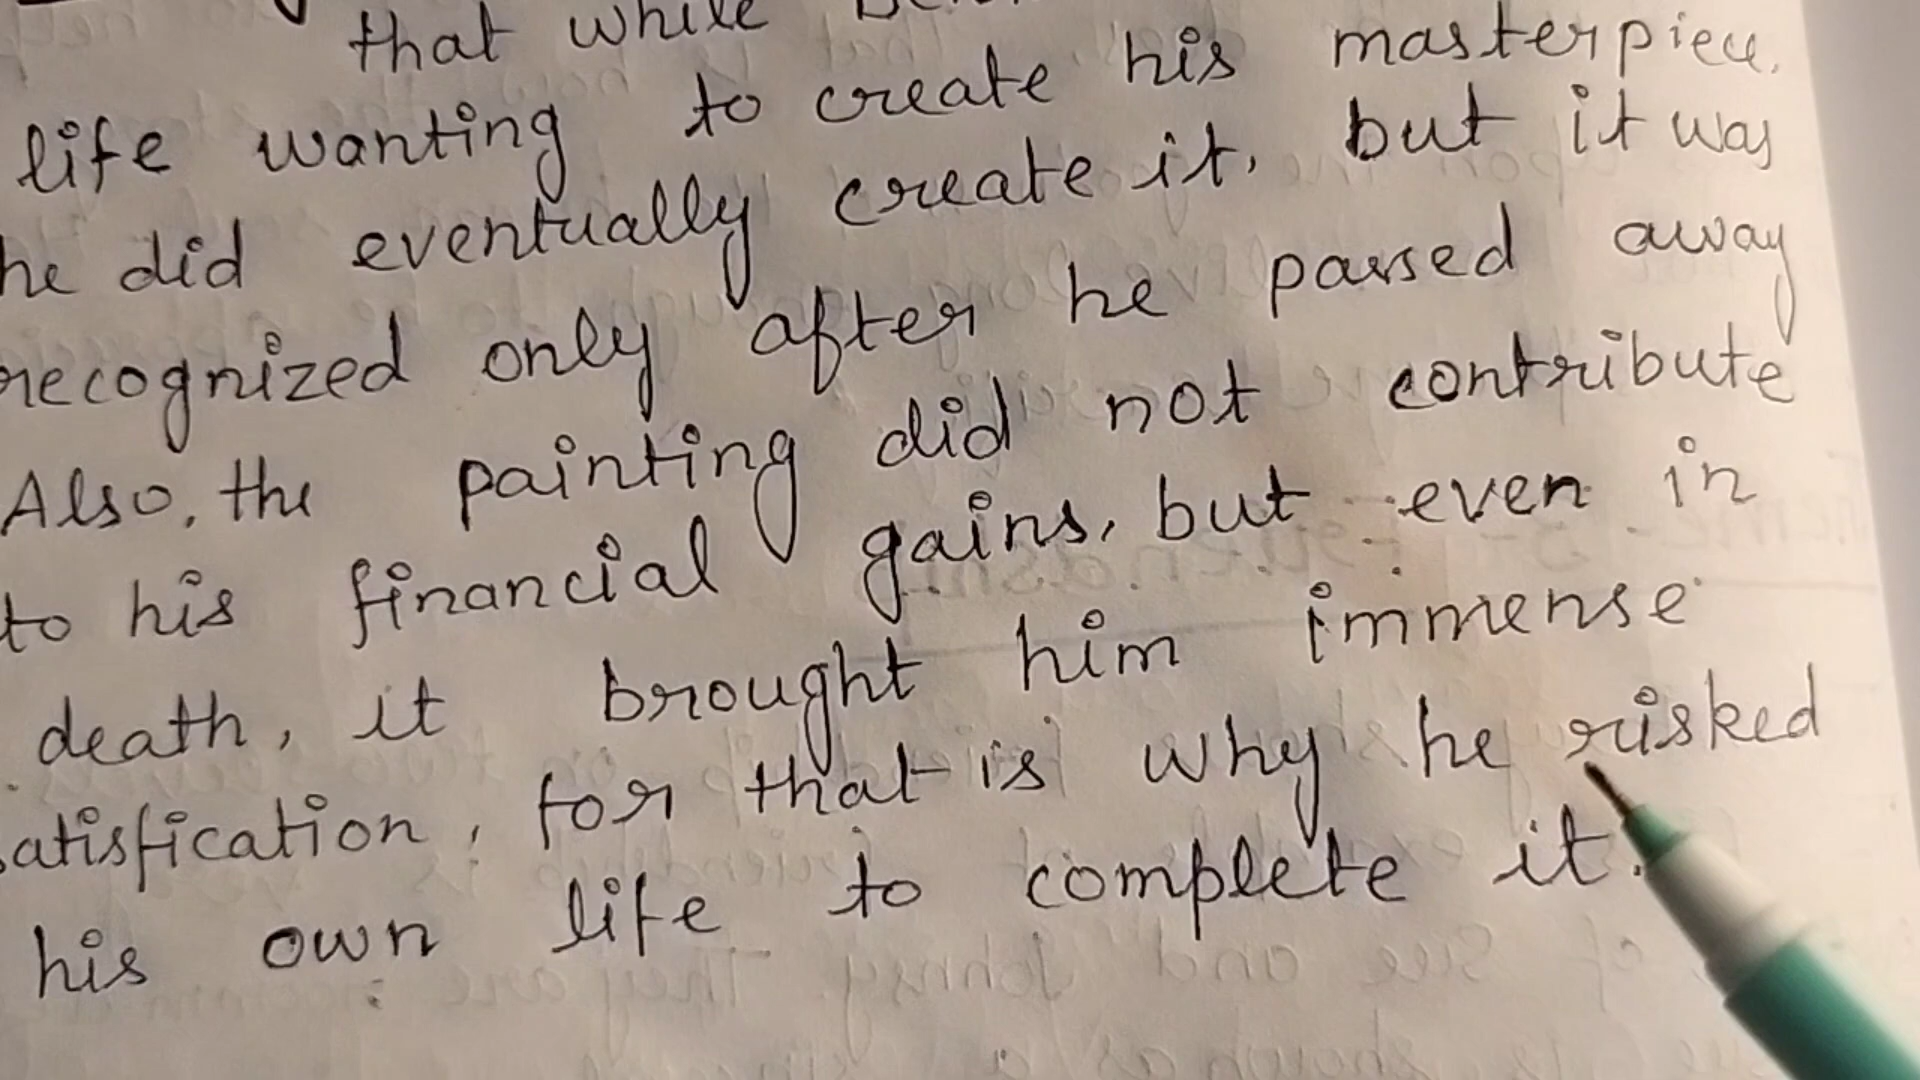 that while
life wanting to create his masterpiece.
he did eventually create it, but it was
recognized only after he passed away
Also, the painting did not contribute
to his financial gains, but even in
death, it brought him immense
satisfication, for that is why he risked
his own life to complete it.